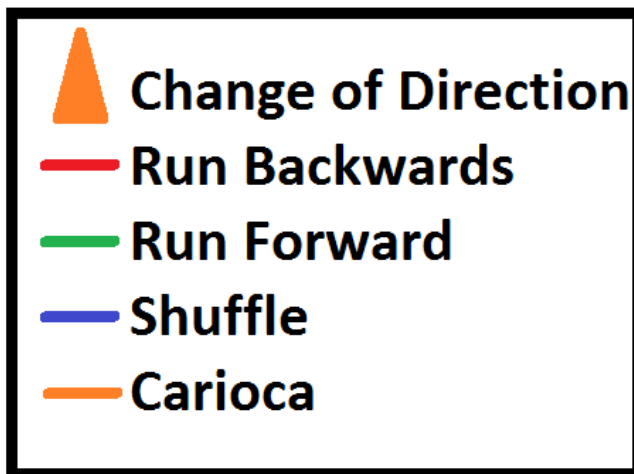 Change of Direction
Run Backwards
Run Forward
Shuffle
Carioca